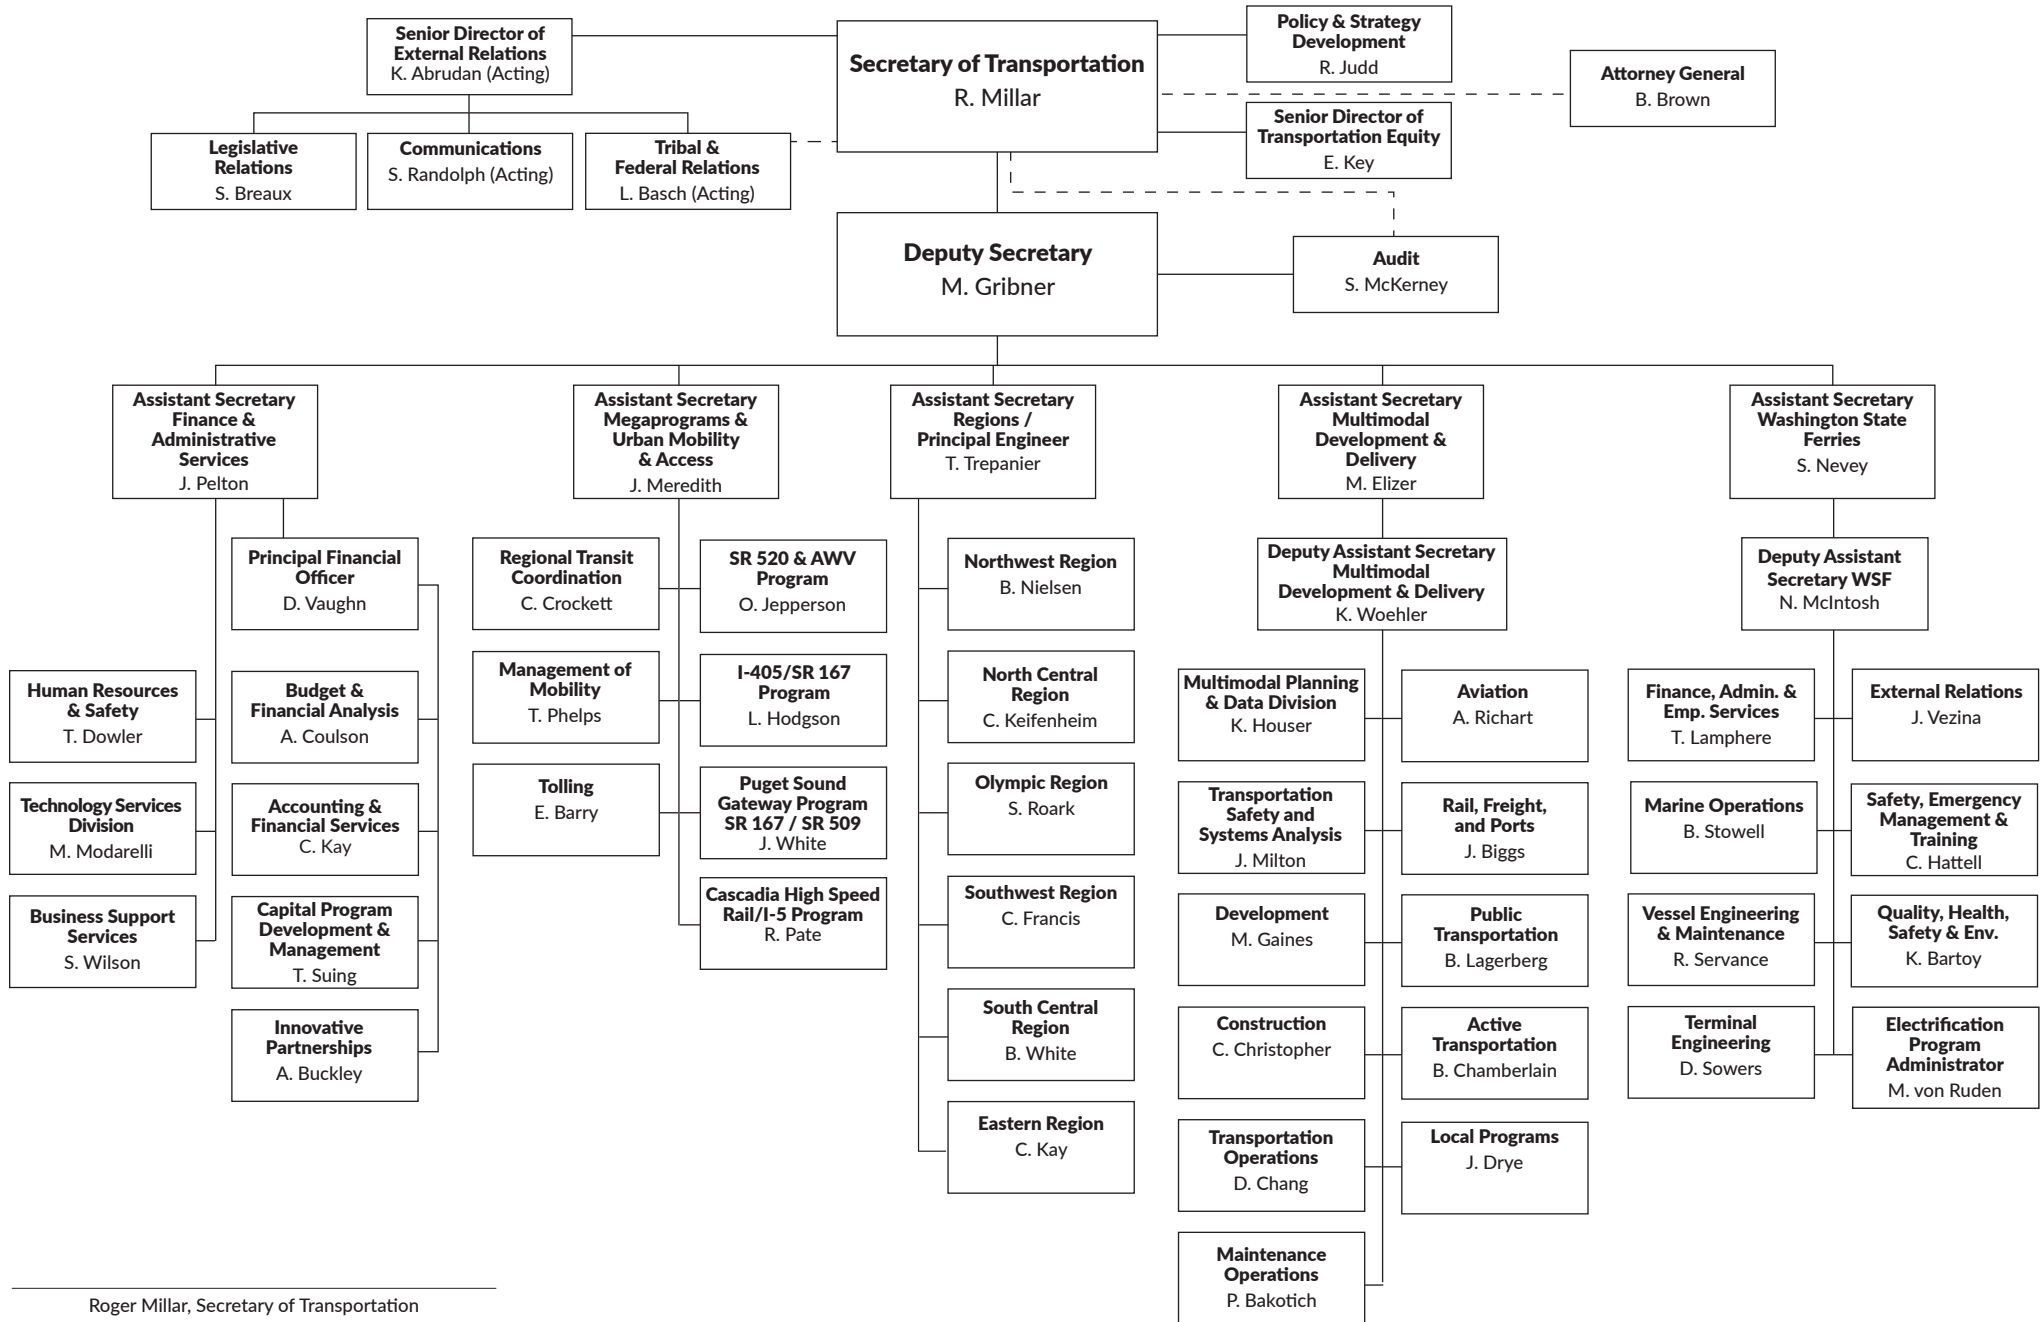 Senior Director of
External Relations
K. Abrudan (Acting)
Secretary of Transportation
R. Millar
Policy & Strategy
Development
R. Judd
Attorney General
B. Brown
Senior Director of
Transportation Equity
E. Key
Legislative
Relations
S. Breaux
Communications
S. Randolph (Acting)
Tribal &
Federal Relations
L. Basch (Acting)
Deputy Secretary
M. Gribner
Audit
S. McKerney
Assistant Secretary
Finance &
Administrative
Services
J. Pelton
Assistant Secretary
Megaprograms &
Urban Mobility
& Access
J. Meredith
Assistant Secretary
Regions /
Principal Engineer
T. Trepanier
Assistant Secretary
Multimodal
Development &
Delivery
M. Elizer
Assistant Secretary
Washington State
Ferries
S. Nevey
Principal Financial
Officer
D. Vaughn
Human Resources
& Safety
T. Dowler
Technology Services
Division
M. Modarelli
Business Support
Services
S. Wilson
Budget &
Financial Analysis
A. Coulson
Accounting &
Financial Services
C. Kay
Capital Program
Development &
Management
T. Suing
Innovative
Partnerships
A. Buckley
Regional Transit
Coordination
C. Crockett
Management of
Mobility
T. Phelps
Tolling
E. Barry
SR 520 & AWV
Program
O. Jepperson
I-405/SR 167
Program
L. Hodgson
Puget Sound
Gateway Program
SR 167 / SR 509
J. White
Cascadia High Speed
Rail/I-5 Program
R. Pate
Northwest Region
B. Nielsen
North Central
Region
C. Keifenheim
Olympic Region
S. Roark
Southwest Region
C. Francis
South Central
Region
B. White
Eastern Region
C. Kay
Deputy Assistant Secretary
Multimodal
Development & Delivery
K. Woehler
Multimodal Planning
& Data Division
K. Houser
Transportation
Safety and
Systems Analysis
J. Milton
Development
M. Gaines
Construction
C. Christopher
Transportation
Operations
D. Chang
Maintenance
Operations
P. Bakotich
Aviation
A. Richart
Rail, Freight,
and Ports
J. Biggs
Public
Transportation
B. Lagerberg
Active
Transportation
B. Chamberlain
Local Programs
J. Drye
Deputy Assistant
Secretary WSF
N. McIntosh
Finance, Admin. &
Emp. Services
T. Lamphere
Marine Operations
B. Stowell
Vessel Engineering
& Maintenance
R. Servance
Terminal
Engineering
D. Sowers
External Relations
J. Vezina
Safety, Emergency
Management &
Training
C. Hattell
Quality, Health,
Safety & Env.
K. Bartoy
Electrification
Program
Administrator
M. von Ruden
Roger Millar, Secretary of Transportation